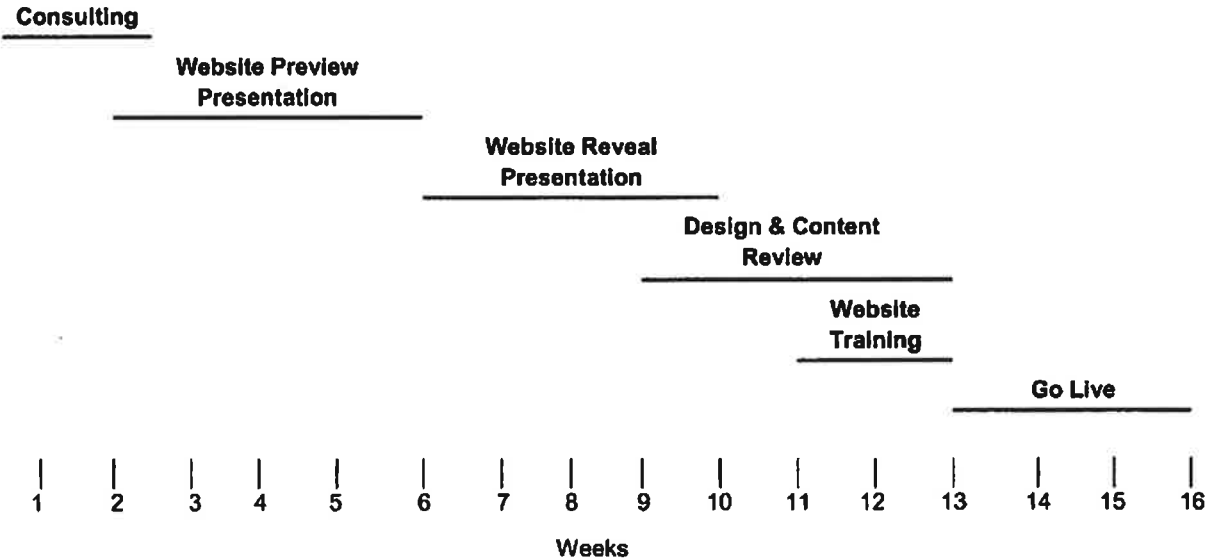 Consulting
Website Preview
Presentation
Website Reveal
Presentation
Design & Content
Review
Website
Training
Go Live
1 2 3 4 5 6 7 8 9 10 11 12 13 14 15 16
Weeks